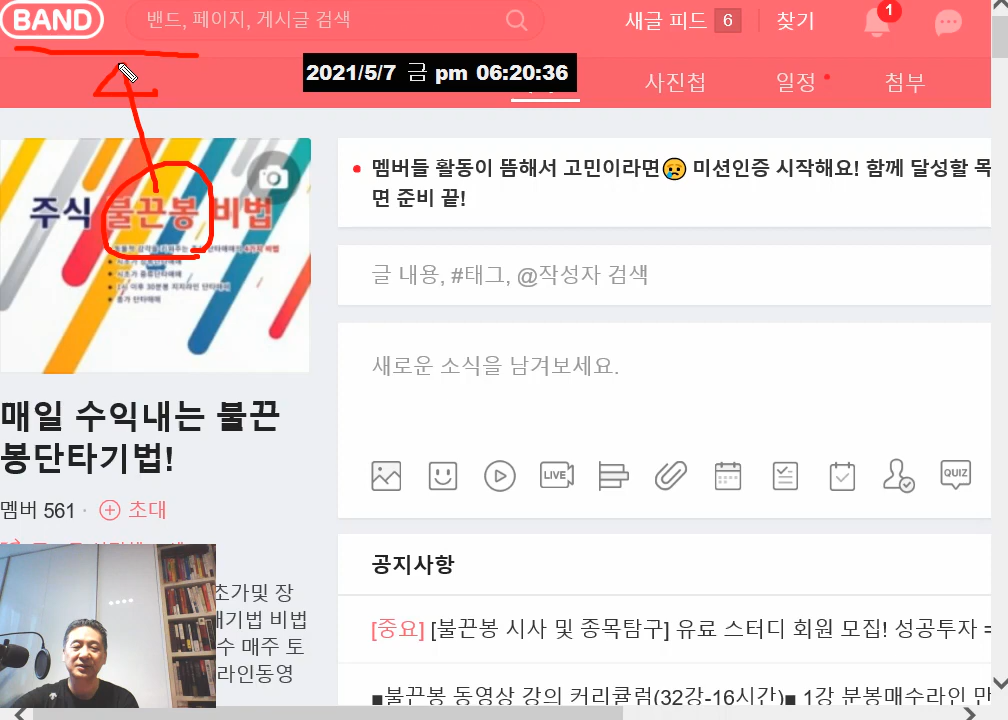 BAND
밴드, 페이지, 게시글 검색
새글 피드 6
찾기
1
2021/5/7 금 pm 06:20:36
사진첩
일정
첨부
주식 불끈봉 비법
멤버들 활동이 뜸해서 고민이라면😥 미션인증 시작해요! 함께 달성할 목
면 준비 끝!
글 내용, #태그, @작성자 검색
새로운 소식을 남겨보세요.
LIVE
QUIZ
매일 수익내는 불끈
봉단타기법!
멤버 561 · 초대
초가및 장
매기법 비법
수 매주 토
라인동영
공지사항
[중요] [불끈봉 시사 및 종목탐구] 유료 스터디 회원 모집! 성공투자 =
■불끈봉 동영상 강의 커리큘럼(32강-16시간)■ 1강 분봉매수라인 만